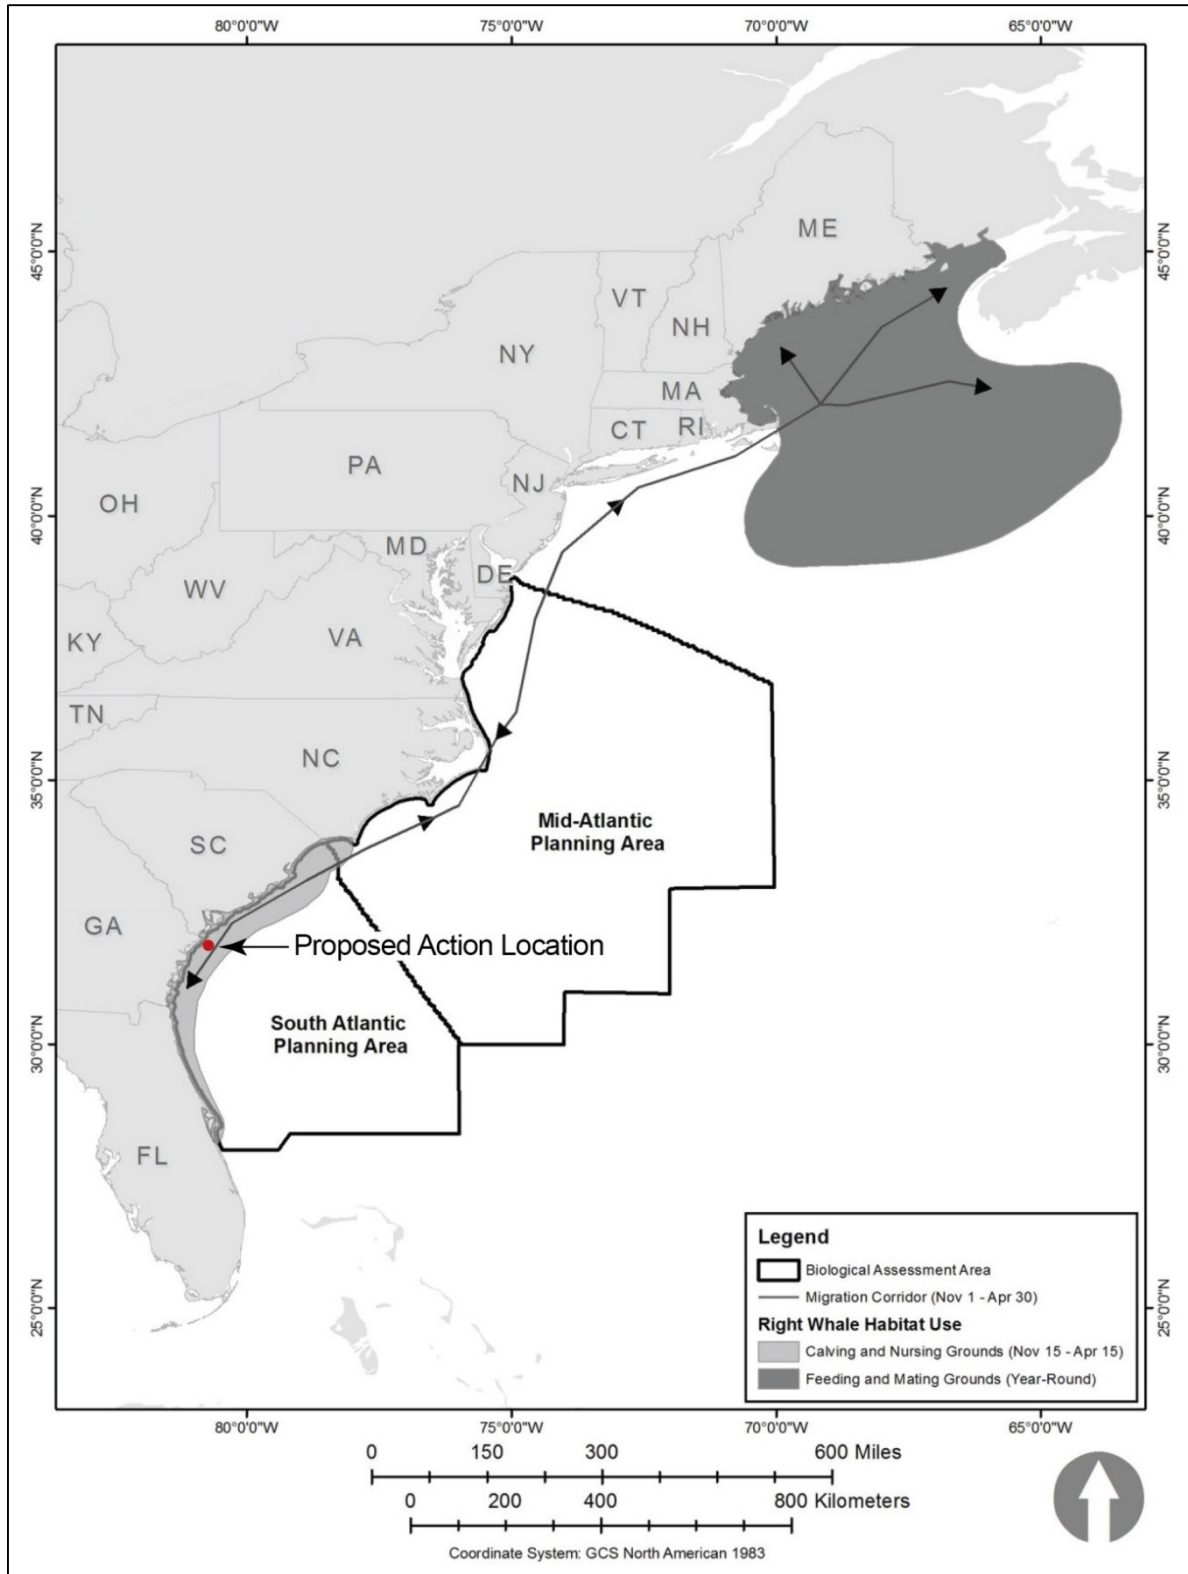 80°0'0"W 75°0'0"W 70°0'0"W 65°0'0"W
45°0'0"N
45°0'0"N
ME
VT
NH
NY
MA
CT
RI
PA
NJ
OH
40°0'0"N
40°0'0"N
MD
DE
WV
VA
KY
TN
NC
35°0'0"N
35°0'0"N
Mid-Atlantic
Planning Area
SC
GA
Proposed Action Location
South Atlantic
Planning Area
30°0'0"N
30°0'0"N
FL
25°0'0"N
25°0'0"N
Legend
Biological Assessment Area
Migration Corridor (Nov 1 - Apr 30)
Right Whale Habitat Use
Calving and Nursing Grounds (Nov 15 - Apr 15)
Feeding and Mating Grounds (Year-Round)
80°0'0"W 75°0'0"W 70°0'0"W 65°0'0"W
0 150 300 600 Miles
0 200 400 800 Kilometers
Coordinate System: GCS North American 1983